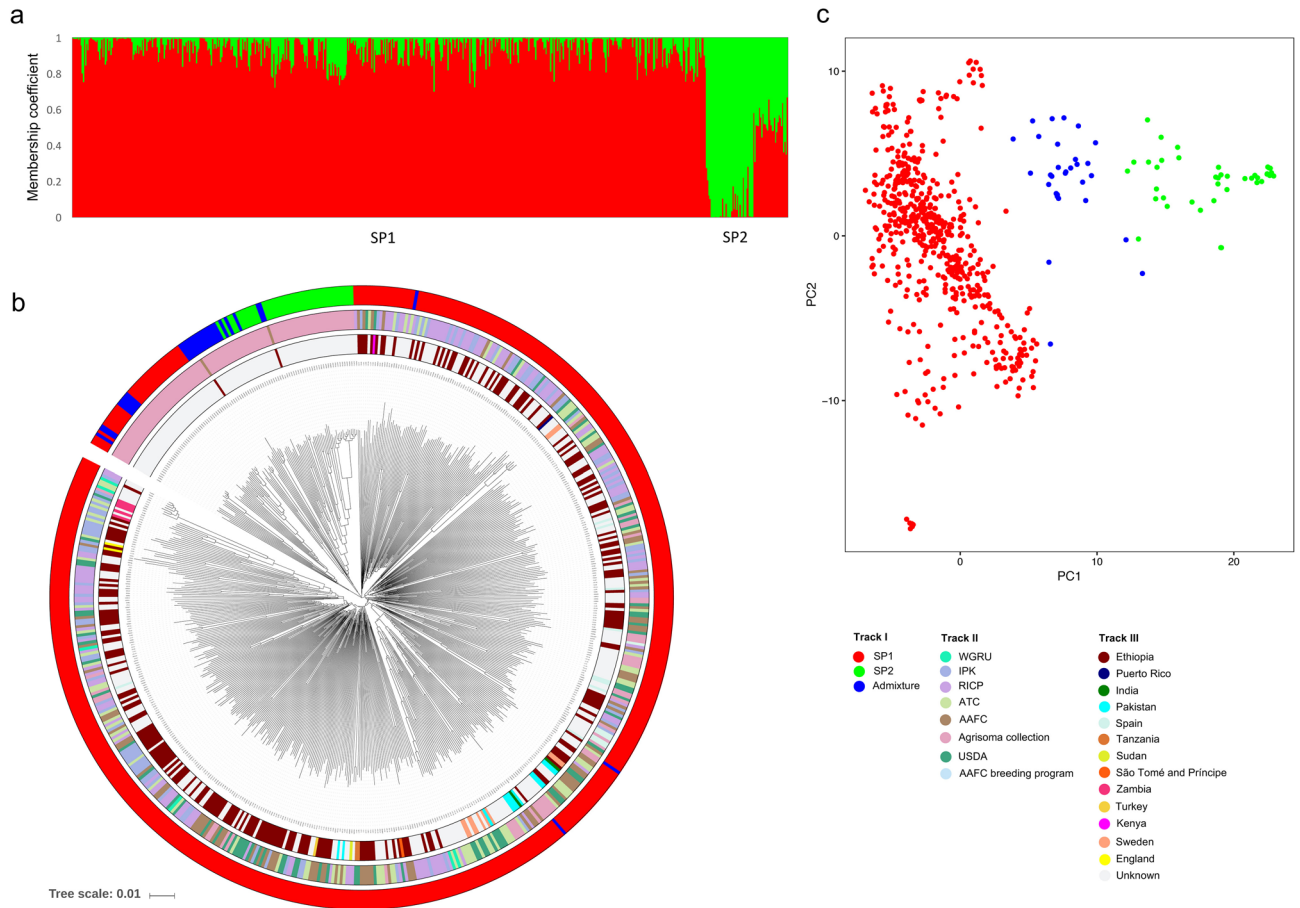 a
1
0.8
0.6
0.4
0.2
0
Membership coefficient
SP1
SP2
b
Tree scale: 0.01
c
10
0
−10
PC2
0
10
20
PC1
Track I
SP1
SP2
Admixture
Track II
WGRU
IPK
RICP
ATC
AAFC
Agrisoma collection
USDA
AAFC breeding program
Track III
Ethiopia
Puerto Rico
India
Pakistan
Spain
Tanzania
Sudan
São Tomé and Príncipe
Zambia
Turkey
Kenya
Sweden
England
Unknown